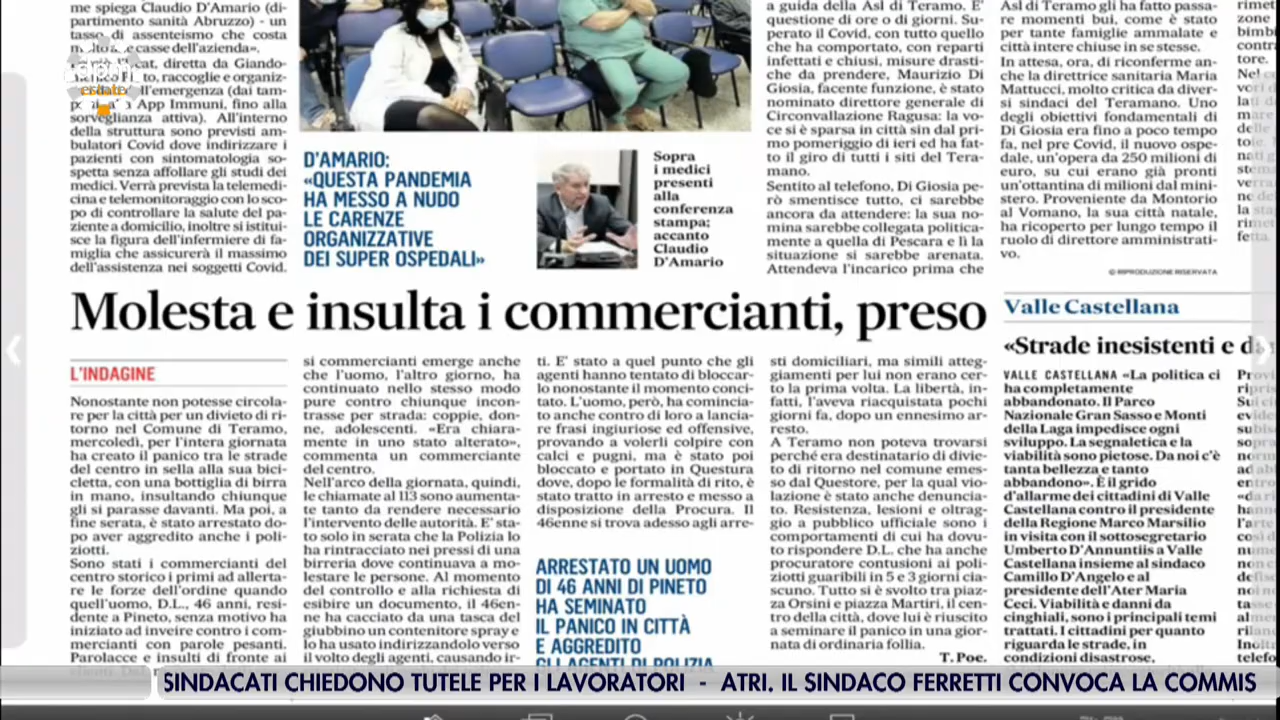 me spiega Claudio D'Amario (di-
partimento sanità Abruzzo) - un
tasso di assenteismo che costa
casse dell'azienda».
diretta da Giando-
raccoglie e organiz-
emergenza (dai tam-
App Immuni, fino alla
sorveglianza attiva). All'interno
della struttura sono previsti am-
bulatori Covid dove indirizzare i
pazienti con sintomatologia so-
spetta senza affollare gli studi dei
medici. Verrà prevista la telemedi-
cina e telemonitoraggio con lo sco-
po di controllare la salute del pa-
ziente a domicilio, inoltre si istitui-
sce la figura dell'infermiere di fa-
miglia che assicurerà il massimo
dell'assistenza nei soggetti Covid.
D'AMARIO:
«QUESTA PANDEMIA
HA MESSO A NUDO
LE CARENZE
ORGANIZZATIVE
DEI SUPER OSPEDALI»
Sopra
i medici
presenti
alla
conferenza
stampa;
accanto
Claudio
D'Amario
a guida della Asl di Teramo. E'
questione di ore o di giorni. Su-
perato il Covid, con tutto quello
che ha comportato, con reparti
infettati e chiusi, misure drasti-
che da prendere, Maurizio Di
Giosia, facente funzione, è stato
nominato direttore generale di
Circonvallazione Ragusa: la vo-
ce si è sparsa in città sin dal pri-
mo pomeriggio di ieri ed ha fat-
to il giro di tutti i siti del Tera-
mano.
Sentito al telefono, Di Giosia pe-
rò smentisce tutto, ci sarebbe
ancora da attendere: la sua no-
mina sarebbe collegata politica-
mente a quella di Pescara e lì la
situazione si sarebbe arenata.
Attendeva l'incarico prima che
Asl di Teramo gli ha fatto passa-
re momenti bui, come è stato
per tante famiglie ammalate e
città intere chiuse in se stesse.
In attesa, ora, di riconferme an-
che la direttrice sanitaria Maria
Mattucci, molto critica da diver-
si sindaci del Teramano. Uno
degli obiettivi fondamentali di
Di Giosia era fino a poco tempo
fa, nel pre Covid, il nuovo ospe-
dale, un'opera da 250 milioni di
euro, su cui erano già pronti
un'ottantina di milioni dal mini-
stero. Proveniente da Montorio
al Vomano, la sua città natale,
ha ricoperto per lungo tempo il
ruolo di direttore amministrati-
vo.
© RIPRODUZIONE RISERVATA
Molesta e insulta i commercianti, preso
L'INDAGINE
Nonostante non potesse circola-
re per la città per un divieto di ri-
torno nel Comune di Teramo,
mercoledì, per l'intera giornata
ha creato il panico tra le strade
del centro in sella alla sua bici-
cletta, con una bottiglia di birra
in mano, insultando chiunque
gli si parasse davanti. Ma poi, a
fine serata, è stato arrestato do-
po aver aggredito anche i poli-
ziotti.
Sono stati i commercianti del
centro storico i primi ad allerta-
re le forze dell'ordine quando
quell'uomo, D.L., 46 anni, resi-
dente a Pineto, senza motivo ha
iniziato ad inveire contro i com-
mercianti con parole pesanti.
Parolacce e insulti di fronte ai
si commercianti emerge anche
che l'uomo, l'altro giorno, ha
continuato nello stesso modo
pure contro chiunque incon-
trasse per strada: coppie, don-
ne, adolescenti. «Era chiara-
mente in uno stato alterato»,
commenta un commerciante
del centro.
Nell'arco della giornata, quindi,
le chiamate al 113 sono aumenta-
te tanto da rendere necessario
l'intervento delle autorità. E' sta-
to solo in serata che la Polizia lo
ha rintracciato nei pressi di una
birreria dove continuava a mo-
lestare le persone. Al momento
del controllo e alla richiesta di
esibire un documento, il 46en-
ne ha cacciato da una tasca del
giubbino un contenitore spray e
lo ha usato indirizzandolo verso
il volto degli agenti, causando ir-
ti. E' stato a quel punto che gli
agenti hanno tentato di bloccar-
lo nonostante il momento conci-
tato. L'uomo, però, ha comincia-
to anche contro di loro a lancia-
re frasi ingiuriose ed offensive,
provando a volerli colpire con
calci e pugni, ma è stato poi
bloccato e portato in Questura
dove, dopo le formalità di rito, è
stato tratto in arresto e messo a
disposizione della Procura. Il
46enne si trova adesso agli arre-
ARRESTATO UN UOMO
DI 46 ANNI DI PINETO
HA SEMINATO
IL PANICO IN CITTÀ
E AGGREDITO
GLI AGENTI DI POLIZIA
sti domiciliari, ma simili atteg-
giamenti per lui non erano cer-
to la prima volta. La libertà, in-
fatti, l'aveva riacquistata pochi
giorni fa, dopo un ennesimo ar-
resto.
A Teramo non poteva trovarsi
perché era destinatario di divie-
to di ritorno nel comune emes-
so dal Questore, per la qual vio-
lazione è stato anche denuncia-
to. Resistenza, lesioni e oltrag-
gio a pubblico ufficiale sono i
comportamenti di cui ha dovu-
to rispondere D.L. che ha anche
procurato contusioni ai poli-
ziotti guaribili in 5 e 3 giorni cia-
scuno. Tutto si è svolto tra piaz-
za Orsini e piazza Martiri, il cen-
tro della città, dove lui è riuscito
a seminare il panico in una gior-
nata di ordinaria follia.
T. Poe.
Valle Castellana
«Strade inesistenti e d
VALLE CASTELLANA «La politica ci
ha completamente
abbandonato. Il Parco
Nazionale Gran Sasso e Monti
della Laga impedisce ogni
sviluppo. La segnaletica e la
viabilità sono pietose. Da noi c'è
tanta bellezza e tanto
abbandono». È il grido
d'allarme dei cittadini di Valle
Castellana contro il presidente
della Regione Marco Marsilio
in visita con il sottosegretario
Umberto D'Annuntiis a Valle
Castellana insieme al sindaco
Camillo D'Angelo e al
presidente dell'Ater Maria
Ceci. Viabilità e danni da
cinghiali, sono i principali temi
trattati. I cittadini per quanto
riguarda le strade, in
condizioni disastrose,
SINDACATI CHIEDONO TUTELE PER I LAVORATORI - ATRI. IL SINDACO FERRETTI CONVOCA LA COMMIS